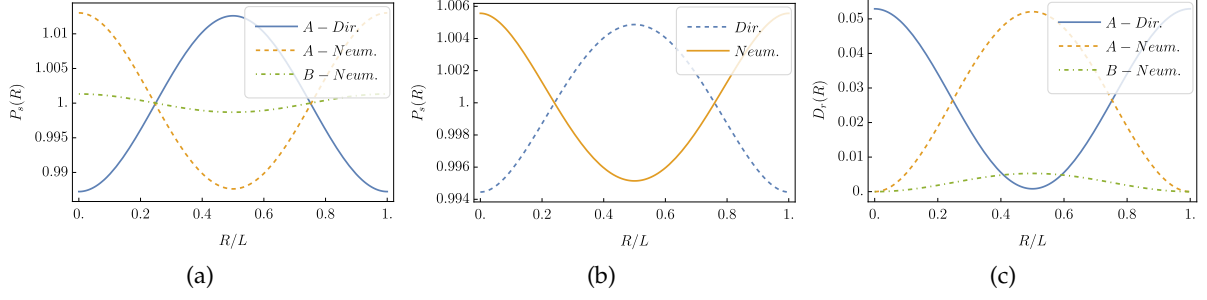 A − Dir.
A − Neum.
B − Neum.
1.01
1.005
1.
0.995
0.99
P_s(R)
0. 0.2 0.4 0.6 0.8 1.
R/L
(a)
Dir.
Neum.
1.006
1.004
1.002
1.000
0.998
0.996
0.994
P_s(R)
0. 0.2 0.4 0.6 0.8 1.
R/L
(b)
A − Dir.
A − Neum.
B − Neum.
0.05
0.04
0.03
0.02
0.01
0.
D_r(R)
0. 0.2 0.4 0.6 0.8 1.
R/L
(c)